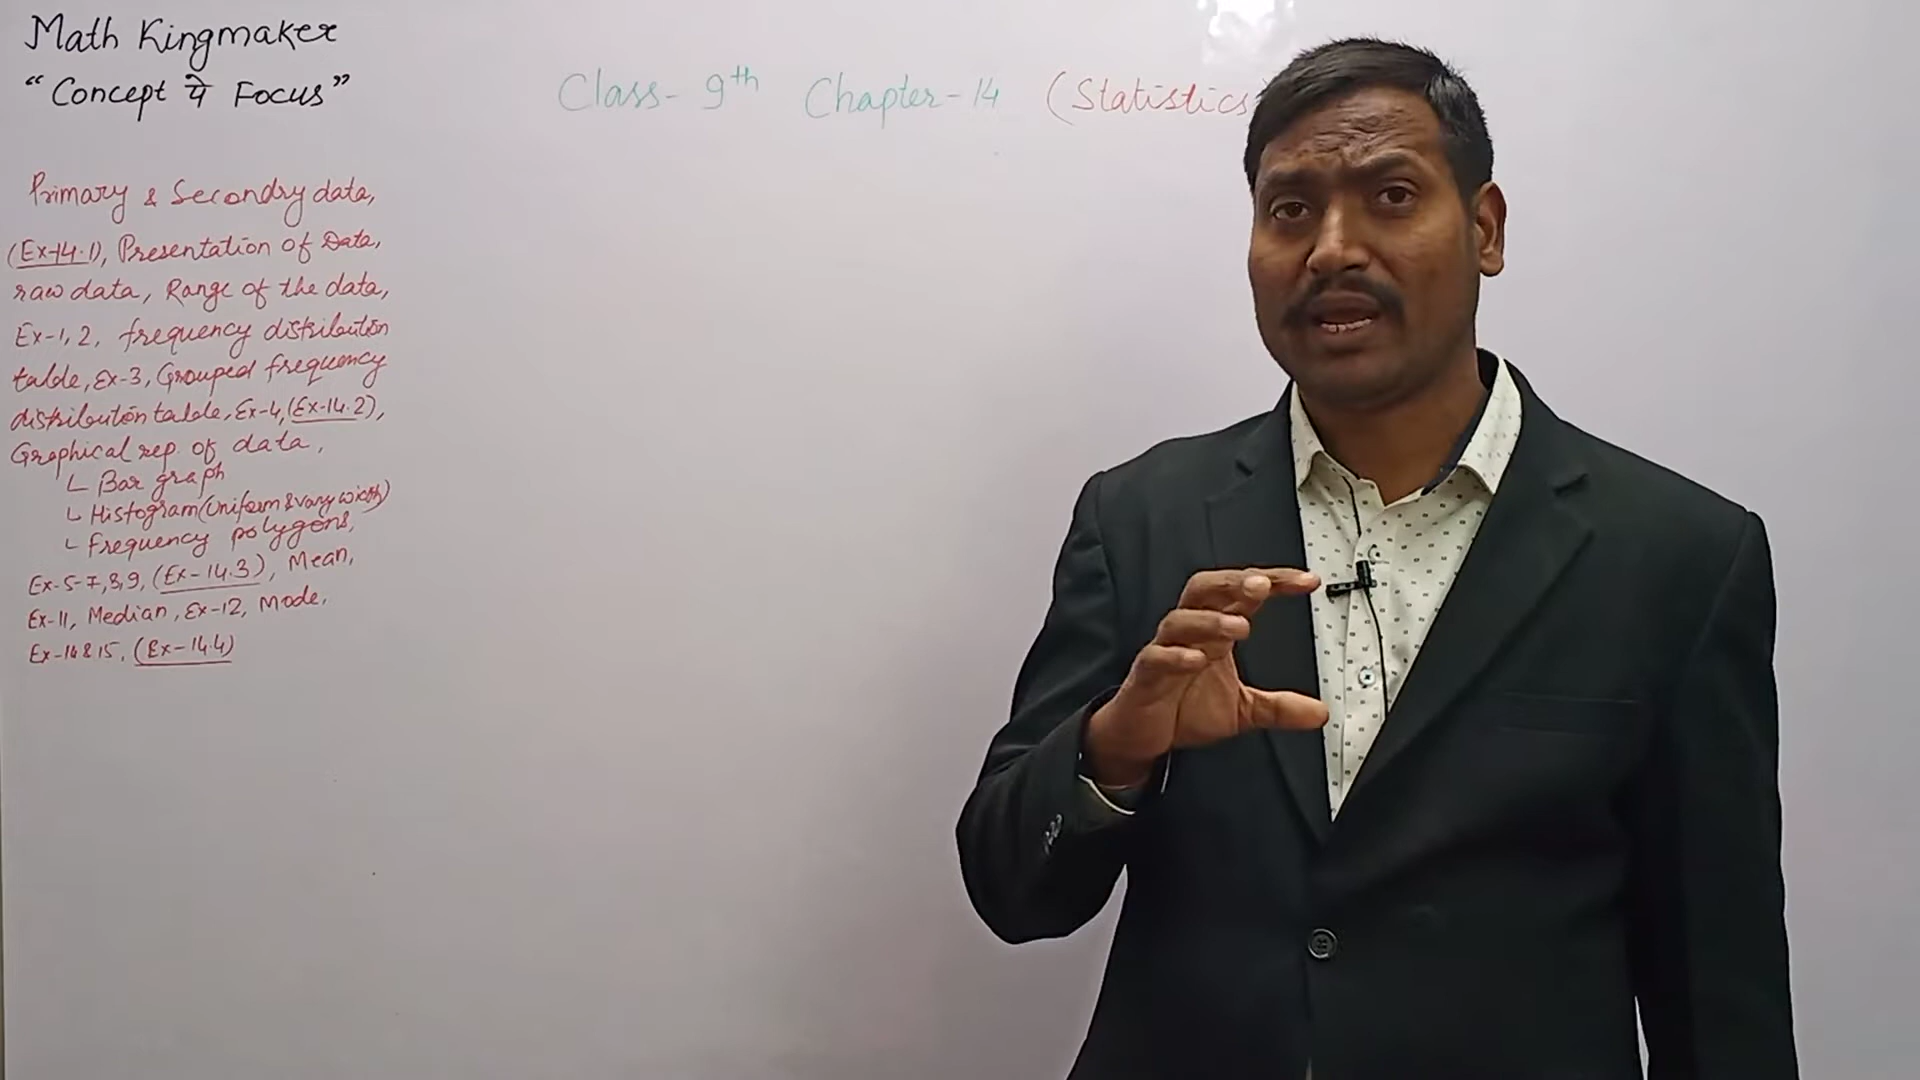 Math Kingmaker
"Concept पे Focus"
Class- 9th Chapter-14 (Statistics
Primary & Secondry data,
(Ex-14.1), Presentation of Data,
raw data, Range of the data,
Ex-1,2, frequency distribution
table, Ex-3, Grouped frequency
distribution table, Ex-4, (Ex-14.2),
Graphical rep. of data,
Bar graph
Histogram (Uniform & vary width)
Frequency polygons,
Ex-5-7,8,9, (Ex-14.3), Mean,
Ex-11, Median, Ex-12, Mode,
Ex-14&15, (Ex-14.4)